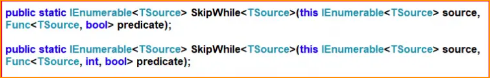 public static IEnumerable<TSource> SkipWhile<TSource>(this IEnumerable<TSource> source,
Func<TSource, bool> predicate);
public static IEnumerable<TSource> SkipWhile<TSource>(this IEnumerable<TSource> source,
Func<TSource, int, bool> predicate);